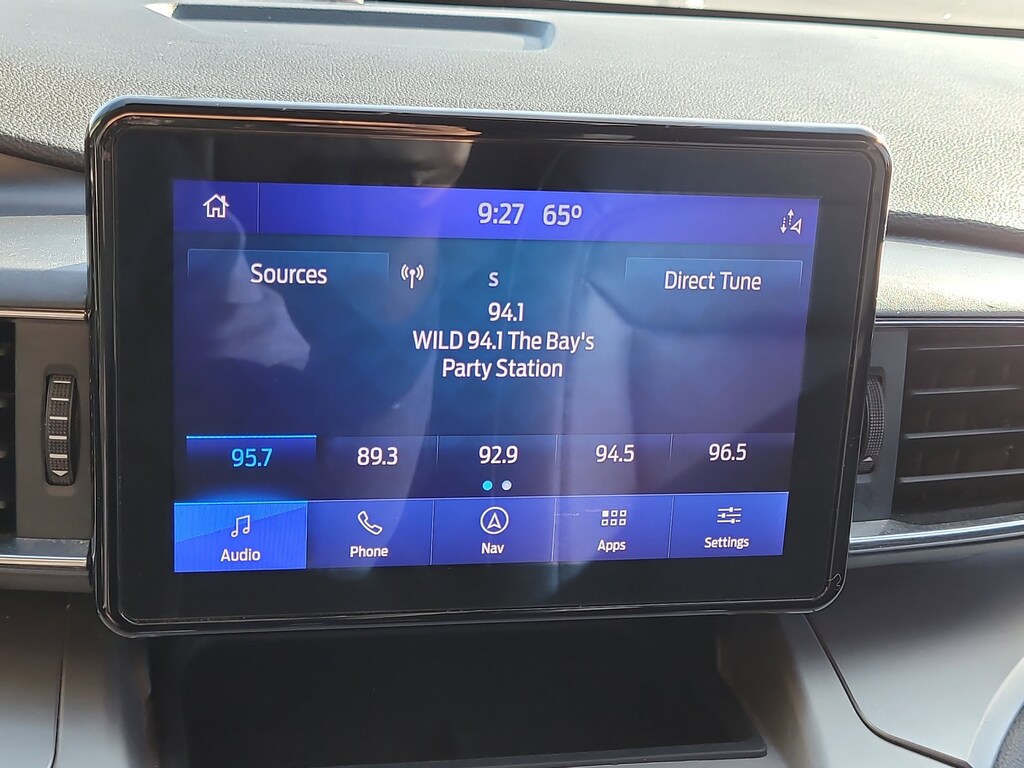 9:27 65º
Sources
S
Direct Tune
94.1
WILD 94.1 The Bay's
Party Station
95.7 89.3 92.9 94.5 96.5
Audio Phone Nav Apps Settings